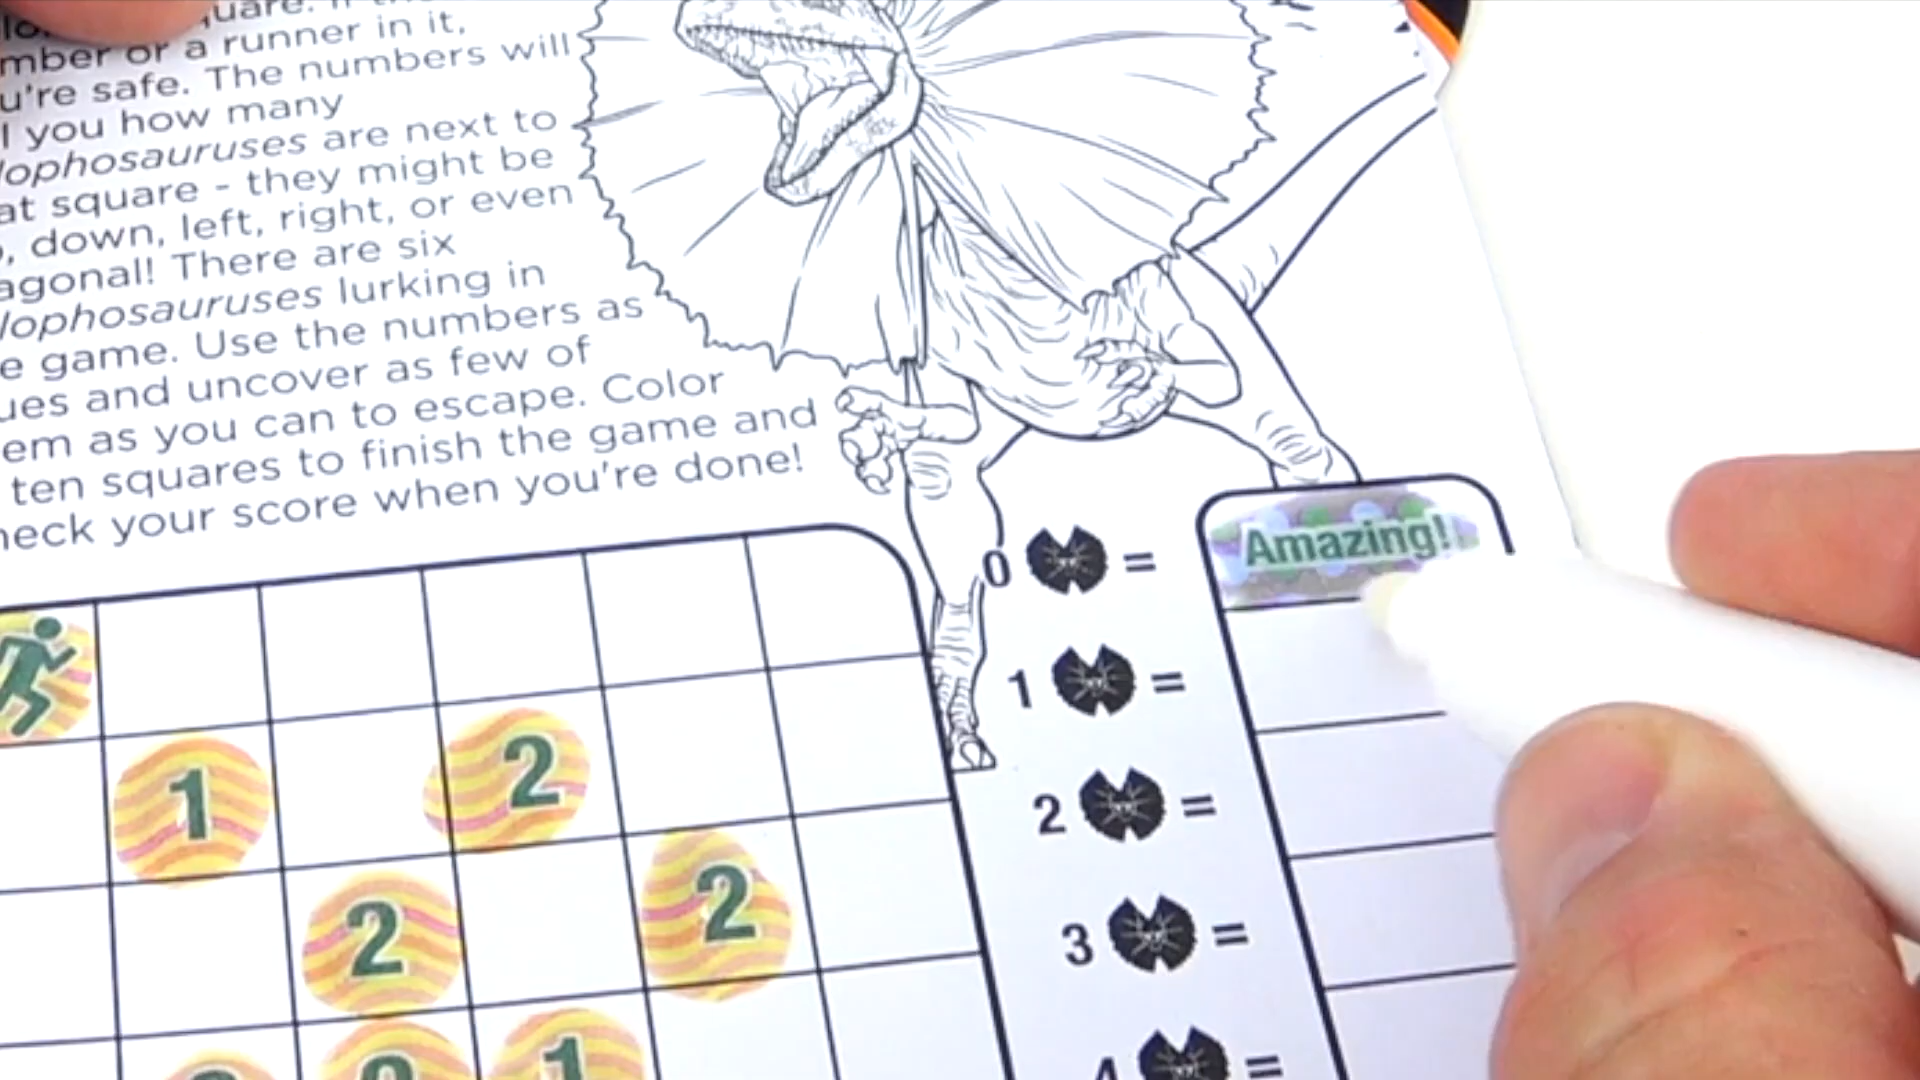 mber or a runner in it,
u're safe. The numbers will
l you how many
lophosauruses are next to
at square - they might be
, down, left, right, or even
agonal! There are six
lophosauruses lurking in
e game. Use the numbers as
ues and uncover as few of
em as you can to escape. Color
ten squares to finish the game and
heck your score when you're done!
0 =
Amazing!
1 =
2 =
3 =
4 =
1
2
2
2
1